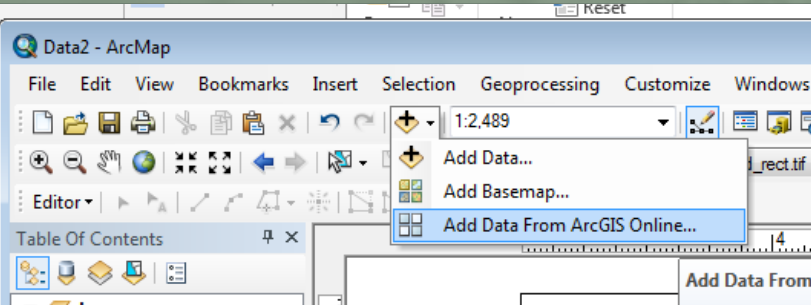 Reset
Data2 - ArcMap
File Edit View Bookmarks Insert Selection Geoprocessing Customize Windows
1:2,489
Add Data...
d_rect.tif
Add Basemap...
Editor
Add Data From ArcGIS Online...
Table Of Contents
4
Add Data From